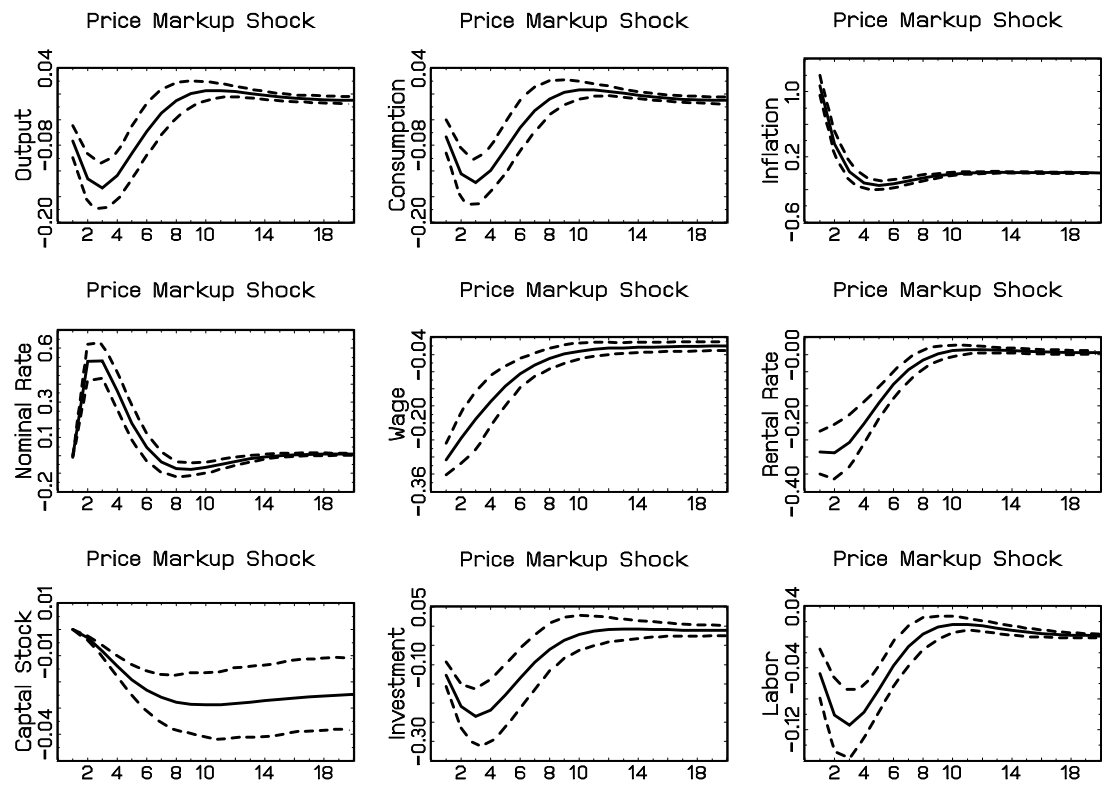 Price Markup Shock
Output
0.04
-0.08
-0.20
2 4 6 8 10 14 18
Price Markup Shock
Consumption
0.04
-0.08
-0.20
2 4 6 8 10 14 18
Price Markup Shock
Inflation
1.0
0.2
-0.6
2 4 6 8 10 14 18
Price Markup Shock
Nominal Rate
0.6
0.3
0.1
-0.2
2 4 6 8 10 14 18
Price Markup Shock
Wage
-0.04
-0.20
-0.36
2 4 6 8 10 14 18
Price Markup Shock
Rental Rate
-0.00
-0.20
-0.40
2 4 6 8 10 14 18
Price Markup Shock
Captal Stock
0.01
-0.01
-0.04
2 4 6 8 10 14 18
Price Markup Shock
Investment
0.05
-0.10
-0.30
2 4 6 8 10 14 18
Price Markup Shock
Labor
0.04
-0.04
-0.12
2 4 6 8 10 14 18